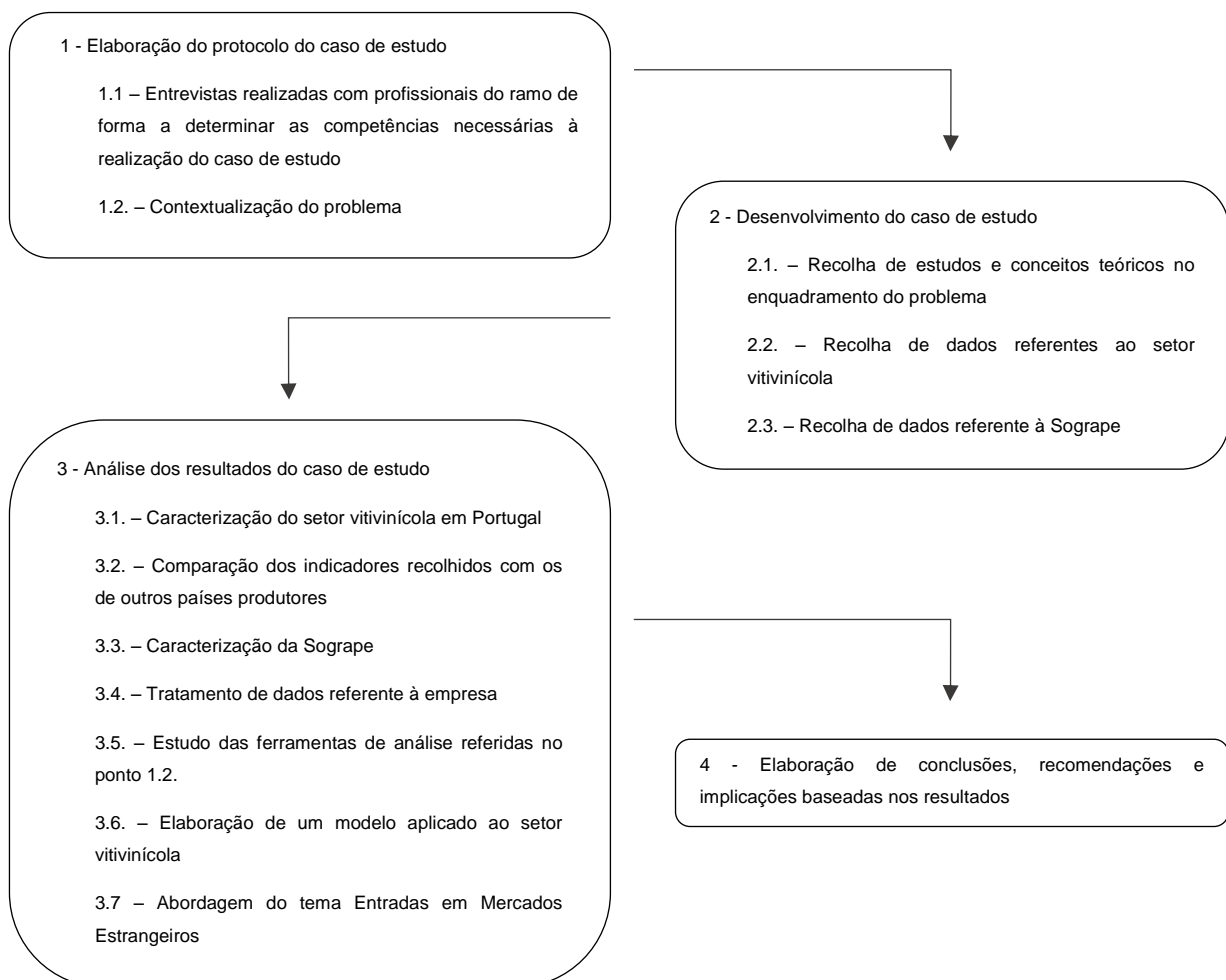 1 - Elaboração do protocolo do caso de estudo
1.1 – Entrevistas realizadas com profissionais do ramo de
forma a determinar as competências necessárias à
realização do caso de estudo
1.2. – Contextualização do problema
2 - Desenvolvimento do caso de estudo
2.1. – Recolha de estudos e conceitos teóricos no
enquadramento do problema
2.2. – Recolha de dados referentes ao setor
vitivinícola
2.3. – Recolha de dados referente à Sogrape
3 - Análise dos resultados do caso de estudo
3.1. – Caracterização do setor vitivinícola em Portugal
3.2. – Comparação dos indicadores recolhidos com os
de outros países produtores
3.3. – Caracterização da Sogrape
3.4. – Tratamento de dados referente à empresa
3.5. – Estudo das ferramentas de análise referidas no
ponto 1.2.
3.6. – Elaboração de um modelo aplicado ao setor
vitivinícola
3.7 – Abordagem do tema Entradas em Mercados
Estrangeiros
4 - Elaboração de conclusões, recomendações e
implicações baseadas nos resultados